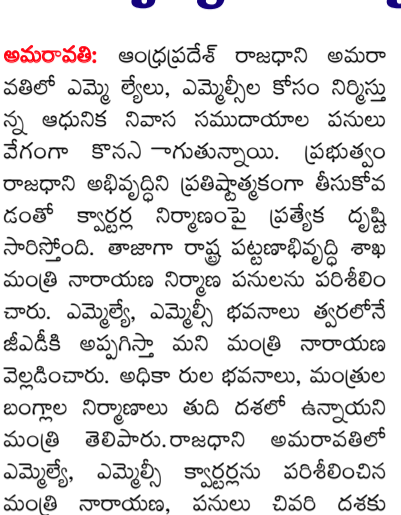 అమరావతి: ఆంధ్రప్రదేశ్ రాజధాని అమరా
వతిలో ఎమ్మె ల్యేలు, ఎమ్మెల్సీల కోసం నిర్మిస్తు
న్న ఆధునిక నివాస సముదాయాల పనులు
వేగంగా కొనసాగుతున్నాయి. ప్రభుత్వం
రాజధాని అభివృద్ధిని ప్రతిష్టాత్మకంగా తీసుకోవ
డంతో క్వార్టర్ల నిర్మాణంపై ప్రత్యేక దృష్టి
సారిస్తోంది. తాజాగా రాష్ట్ర పట్టణాభివృద్ధి శాఖ
మంత్రి నారాయణ నిర్మాణ పనులను పరిశీలిం
చారు. ఎమ్మెల్యే, ఎమ్మెల్సీ భవనాలు త్వరలోనే
జీఎడీకి అప్పగిస్తా మని మంత్రి నారాయణ
వెల్లడించారు. అధికా రుల భవనాలు, మంత్రుల
బంగ్లాల నిర్మాణాలు తుది దశలో ఉన్నాయని
మంత్రి తెలిపారు.రాజధాని అమరావతిలో
ఎమ్మెల్యే, ఎమ్మెల్సీ క్వార్టర్లను పరిశీలించిన
మంత్రి నారాయణ, పనులు చివరి దశకు